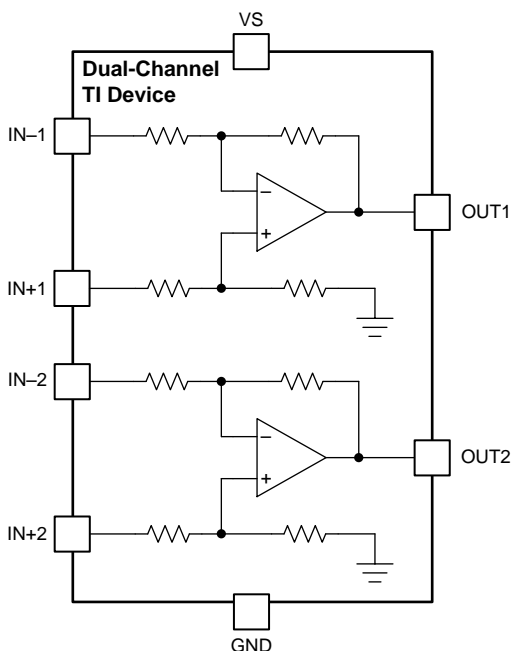 VS
Dual-Channel
TI Device
IN–1
−
OUT1
+
IN+1
IN–2
−
OUT2
+
IN+2
GND